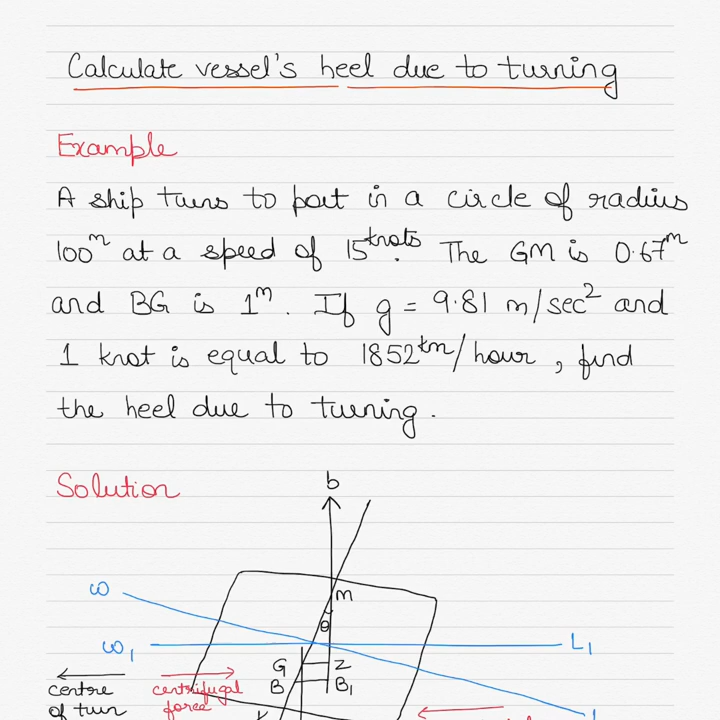 Calculate vessel's heel due to turning
Example
A ship turns to port in a circle of radius
100m at a speed of 15knots. The GM is 0.67m
and BG is 1m. If g = 9.81 m/sec² and
1 knot is equal to 1852km/hour, find
the heel due to turning.
Solution
b
ω
m
θ
ω₁
L₁
G
Z
B
B₁
centre
of turn
centrifugal
force